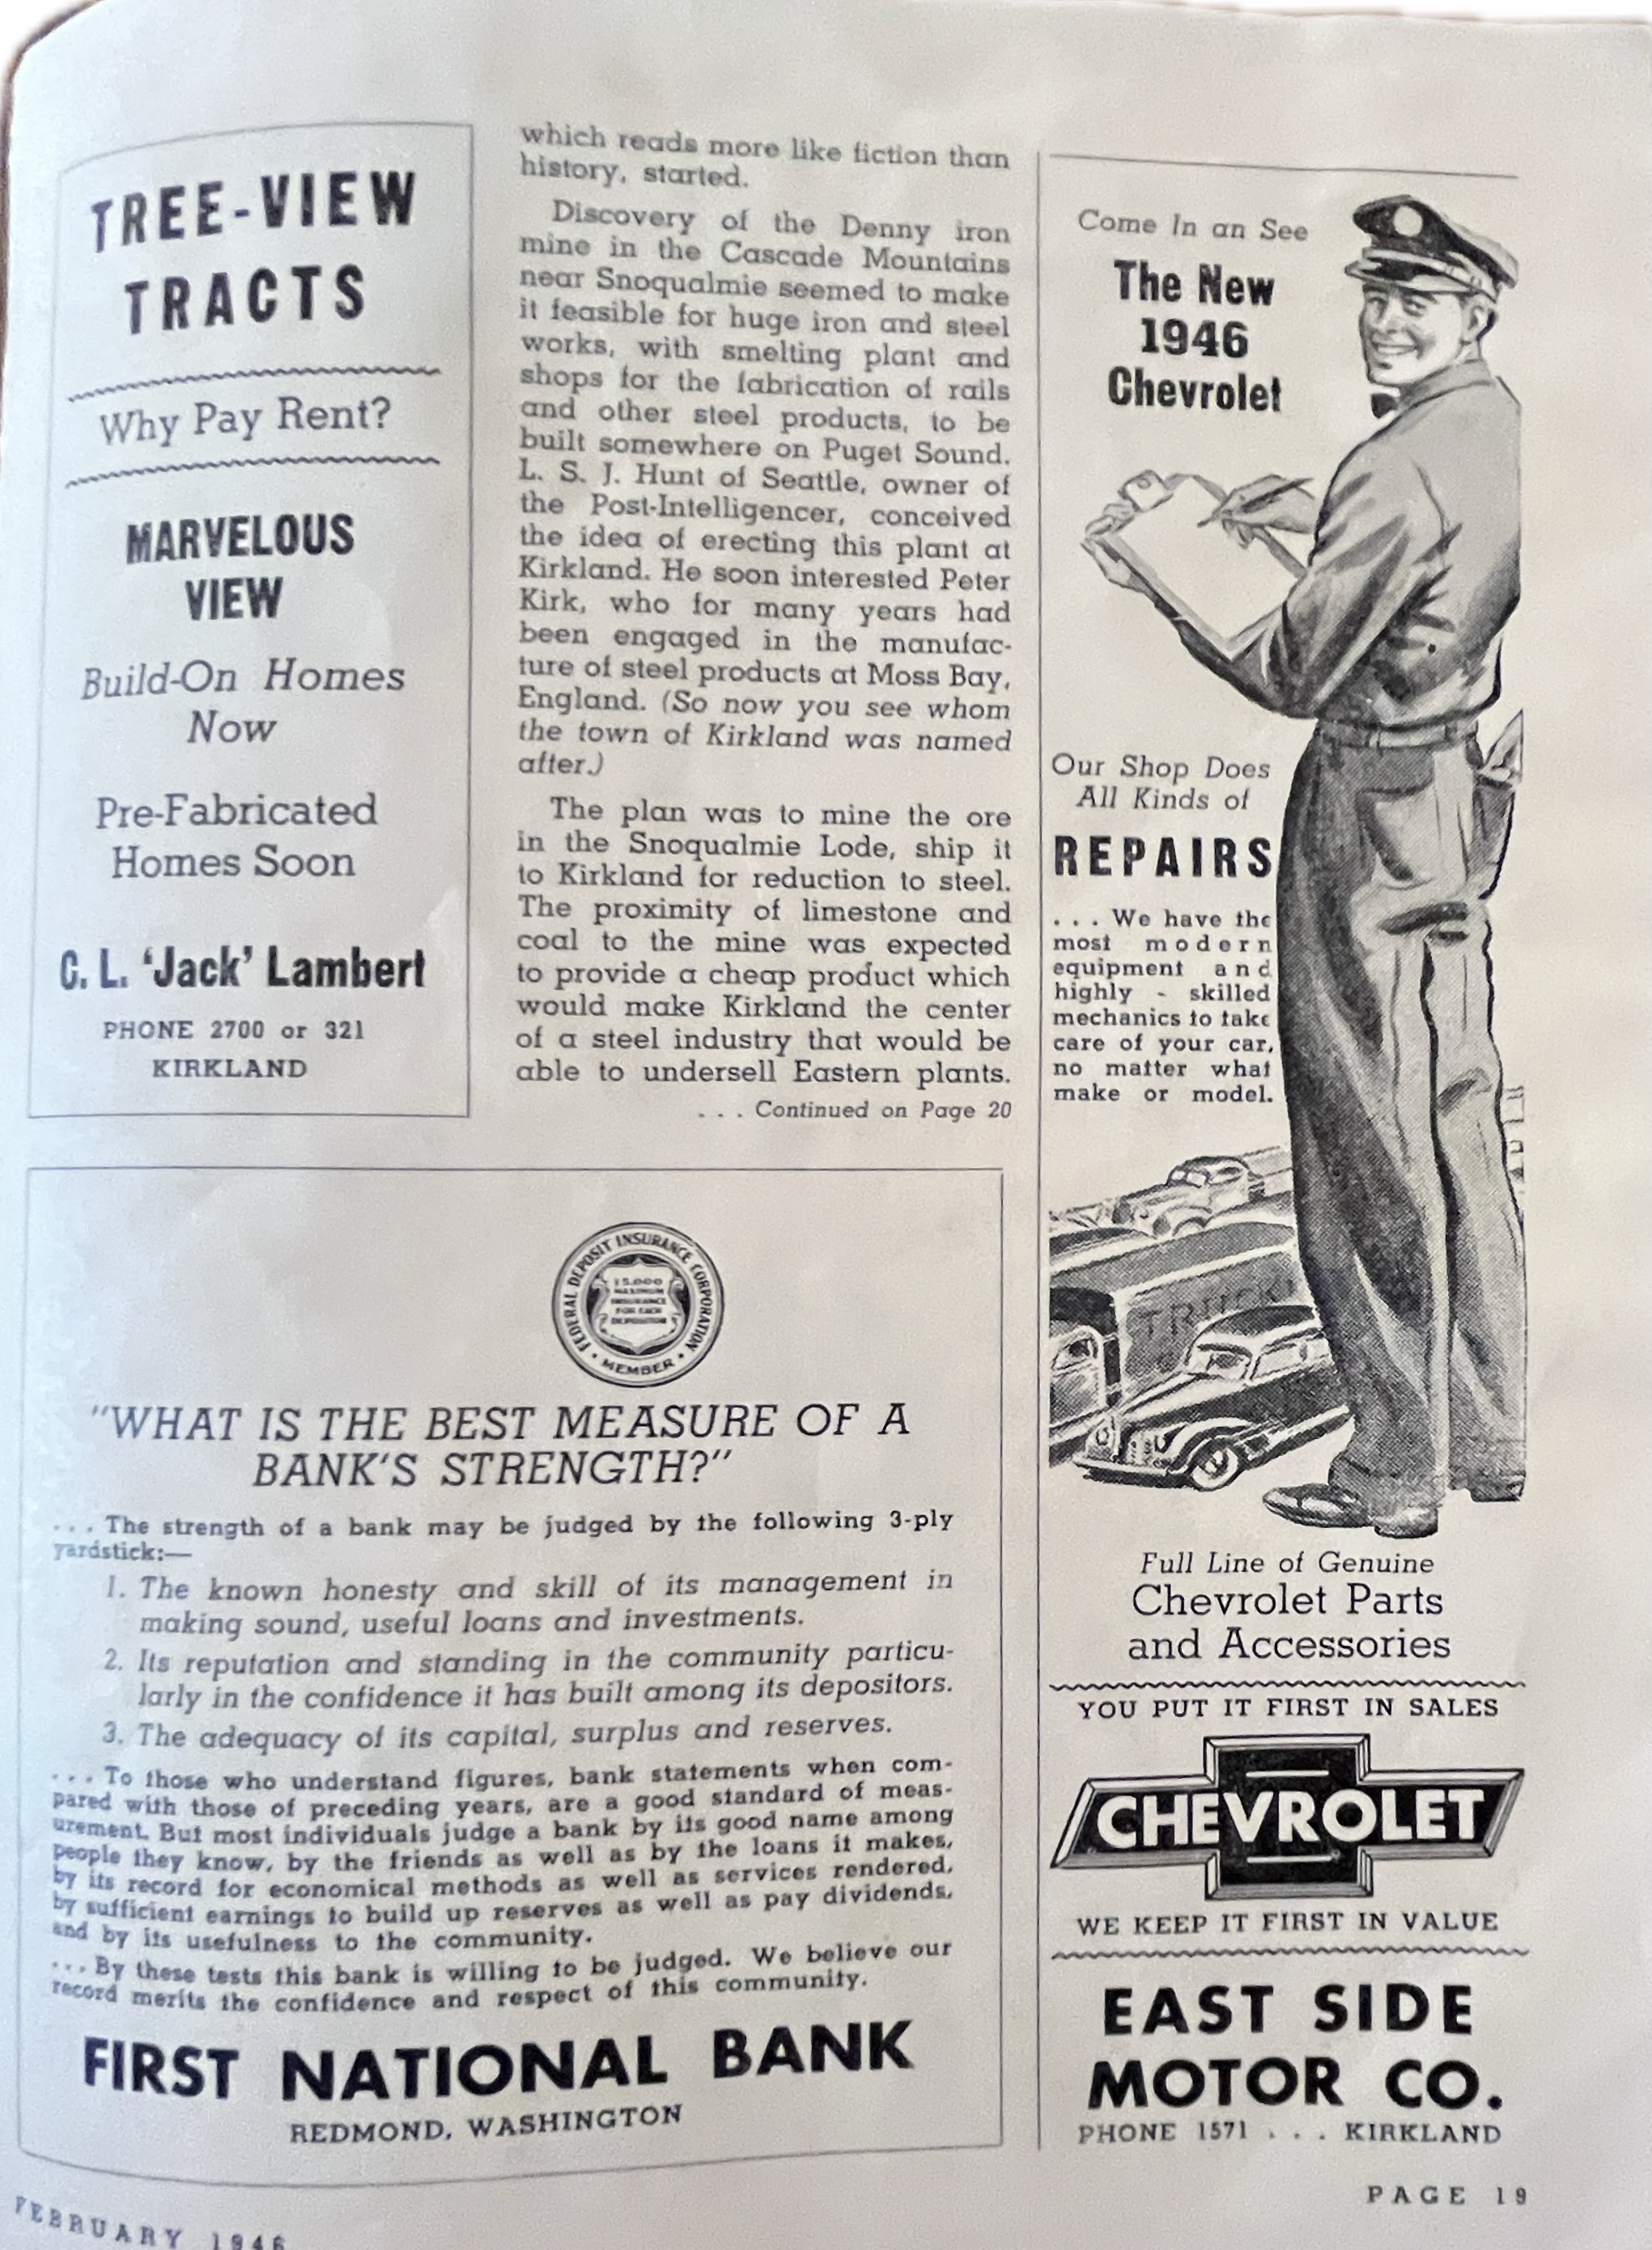 TREE-VIEW
TRACTS
Why Pay Rent?
MARVELOUS
VIEW
Build-On Homes
Now
Pre-Fabricated
Homes Soon
C. L. 'Jack' Lambert
PHONE 2700 or 321
KIRKLAND
which reads more like fiction than
history, started.
Discovery of the Denny iron
mine in the Cascade Mountains
near Snoqualmie seemed to make
it feasible for huge iron and steel
works, with smelting plant and
shops for the fabrication of rails
and other steel products, to be
built somewhere on Puget Sound.
L. S. J. Hunt of Seattle, owner of
the Post-Intelligencer, conceived
the idea of erecting this plant at
Kirkland. He soon interested Peter
Kirk, who for many years had
been engaged in the manufac-
ture of steel products at Moss Bay,
England. (So now you see whom
the town of Kirkland was named
after.)
The plan was to mine the ore
in the Snoqualmie Lode, ship it
to Kirkland for reduction to steel.
The proximity of limestone and
coal to the mine was expected
to provide a cheap product which
would make Kirkland the center
of a steel industry that would be
able to undersell Eastern plants.
. . . Continued on Page 20
FEDERAL DEPOSIT INSURANCE CORPORATION
15,000
MAXIMUM
INSURANCE
FOR EACH
DEPOSITOR
• MEMBER •
"WHAT IS THE BEST MEASURE OF A
BANK'S STRENGTH?"
. . . The strength of a bank may be judged by the following 3-ply
yardstick:—
1. The known honesty and skill of its management in
making sound, useful loans and investments.
2. Its reputation and standing in the community particu-
larly in the confidence it has built among its depositors.
3. The adequacy of its capital, surplus and reserves.
. . . To those who understand figures, bank statements when com-
pared with those of preceding years, are a good standard of meas-
urement. But most individuals judge a bank by its good name among
people they know, by the friends as well as by the loans it makes,
by its record for economical methods as well as services rendered,
by sufficient earnings to build up reserves as well as pay dividends,
and by its usefulness to the community.
. . . By these tests this bank is willing to be judged. We believe our
record merits the confidence and respect of this community.
FIRST NATIONAL BANK
REDMOND, WASHINGTON
Come In an See
The New
1946
Chevrolet
Our Shop Does
All Kinds of
REPAIRS
. . . We have the
most modern
equipment and
highly - skilled
mechanics to take
care of your car,
no matter what
make or model.
TRUCK
Full Line of Genuine
Chevrolet Parts
and Accessories
YOU PUT IT FIRST IN SALES
CHEVROLET
WE KEEP IT FIRST IN VALUE
EAST SIDE
MOTOR CO.
PHONE 1571 . . . KIRKLAND
FEBRUARY 1946
PAGE 19